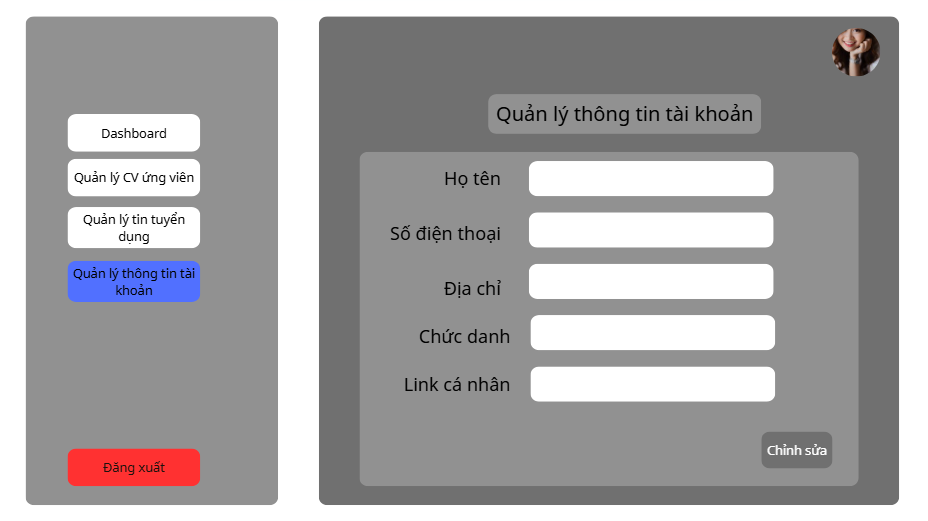 Dashboard
Quản lý CV ứng viên
Quản lý tin tuyển
dụng
Quản lý thông tin tài
khoản
Đăng xuất
Quản lý thông tin tài khoản
Họ tên
Số điện thoại
Địa chỉ
Chức danh
Link cá nhân
Chỉnh sửa